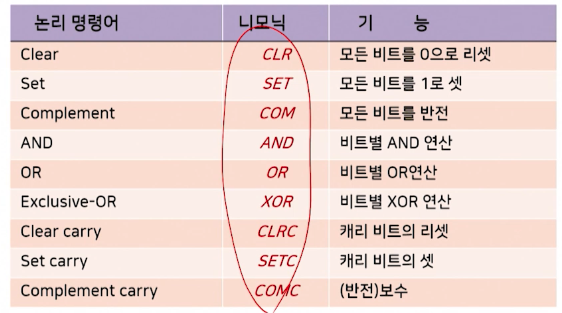 논리 명령어 니모닉 기 능
Clear CLR 모든 비트를 0으로 리셋
Set SET 모든 비트를 1로 셋
Complement COM 모든 비트를 반전
AND AND 비트별 AND 연산
OR OR 비트별 OR연산
Exclusive-OR XOR 비트별 XOR 연산
Clear carry CLRC 캐리 비트의 리셋
Set carry SETC 캐리 비트의 셋
Complement carry COMC (반전)보수